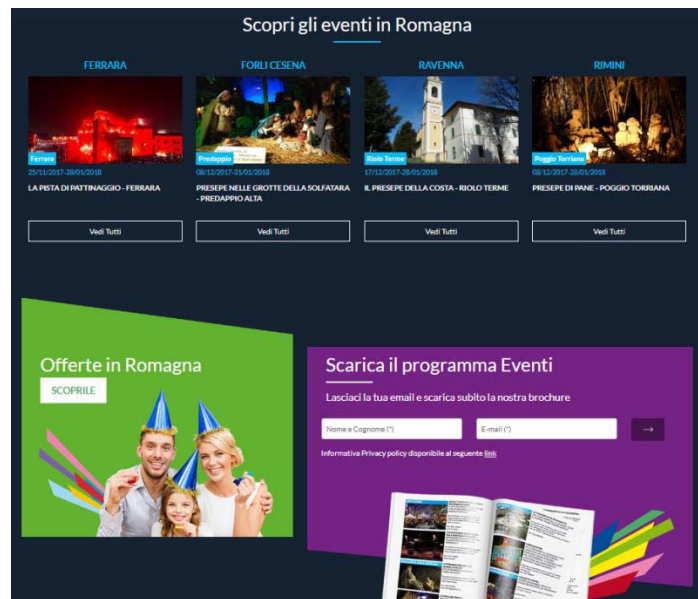 Scopri gli eventi in Romagna
FERRARA
Ferrara
25/11/2017-28/01/2018
LA PISTA DI PATTINAGGIO - FERRARA
Vedi Tutti
FORLI CESENA
Predappio
08/12/2017-31/01/2018
PRESEPE NELLE GROTTE DELLA SOLFATARA
- PREDAPPIO ALTA
Vedi Tutti
RAVENNA
Riolo Terme
17/12/2017-28/01/2018
IL PRESEPE DELLA COSTA - RIOLO TERME
Vedi Tutti
RIMINI
Poggio Torriana
08/12/2017-28/01/2018
PRESEPE DI PANE - POGGIO TORRIANA
Vedi Tutti
Offerte in Romagna
SCOPRILE
Scarica il programma Eventi
Lasciaci la tua email e scarica subito la nostra brochure
Nome e Cognome (*)
E-mail (*)
→
Informativa Privacy policy disponibile al seguente link